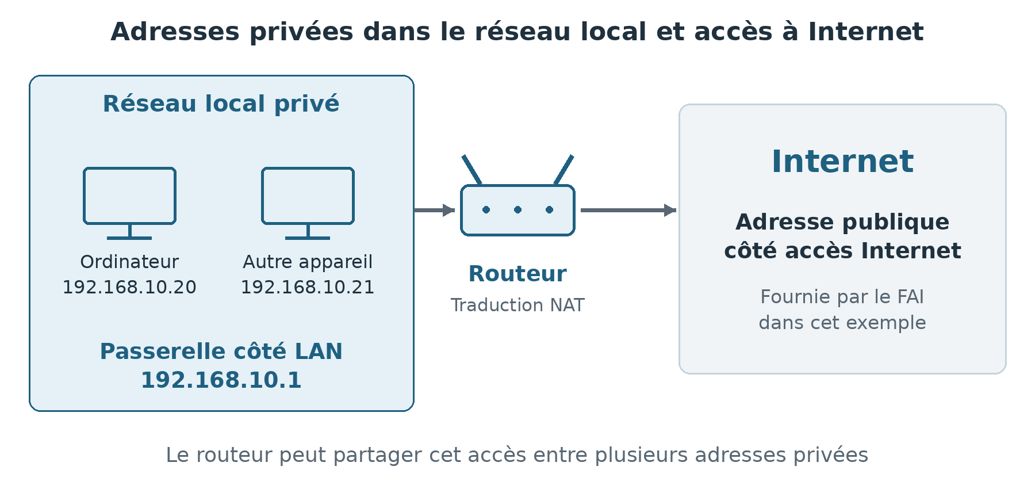 Adresses privées dans le réseau local et accès à Internet
Réseau local privé
Ordinateur
192.168.10.20
Autre appareil
192.168.10.21
Passerelle côté LAN
192.168.10.1
Routeur
Traduction NAT
Internet
Adresse publique
côté accès Internet
Fournie par le FAI
dans cet exemple
Le routeur peut partager cet accès entre plusieurs adresses privées